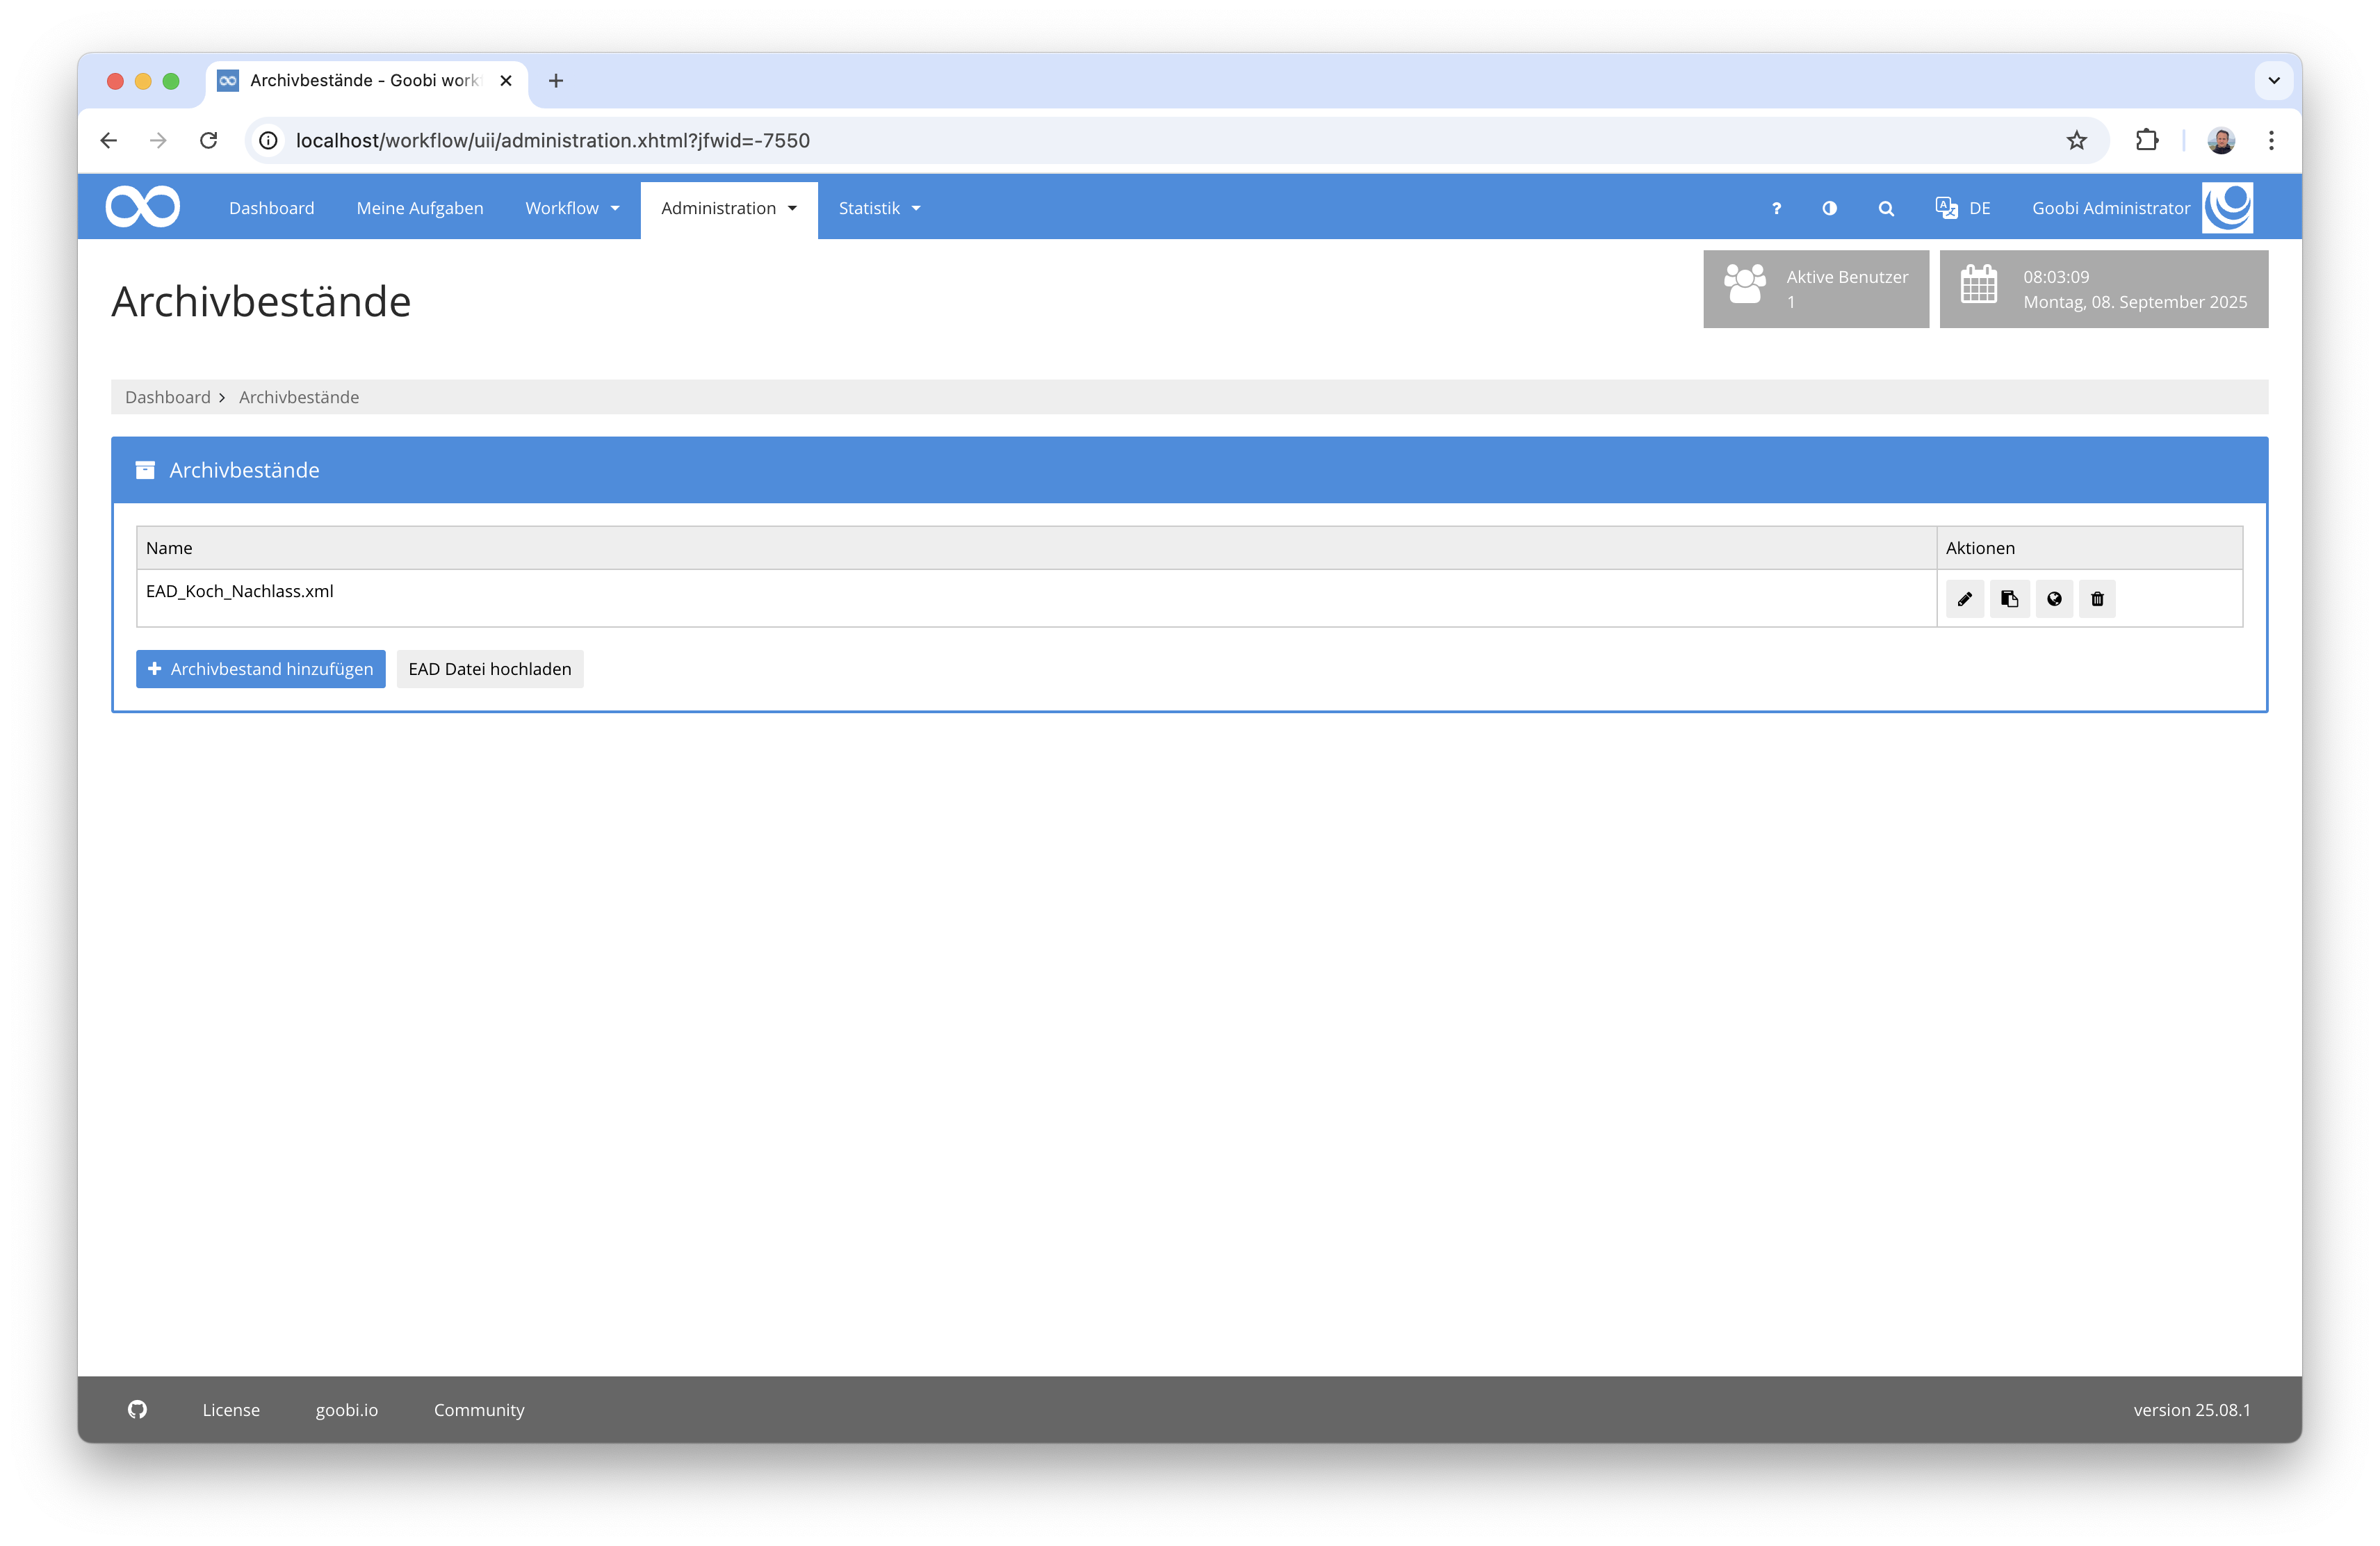 Archivbestände - Goobi work
localhost/workflow/uii/administration.xhtml?jfwid=-7550
Dashboard Meine Aufgaben Workflow Administration Statistik ? DE Goobi Administrator
Archivbestände
Aktive Benutzer
1
08:03:09
Montag, 08. September 2025
Dashboard > Archivbestände
Archivbestände
Name Aktionen
EAD_Koch_Nachlass.xml
+ Archivbestand hinzufügen EAD Datei hochladen
License goobi.io Community version 25.08.1